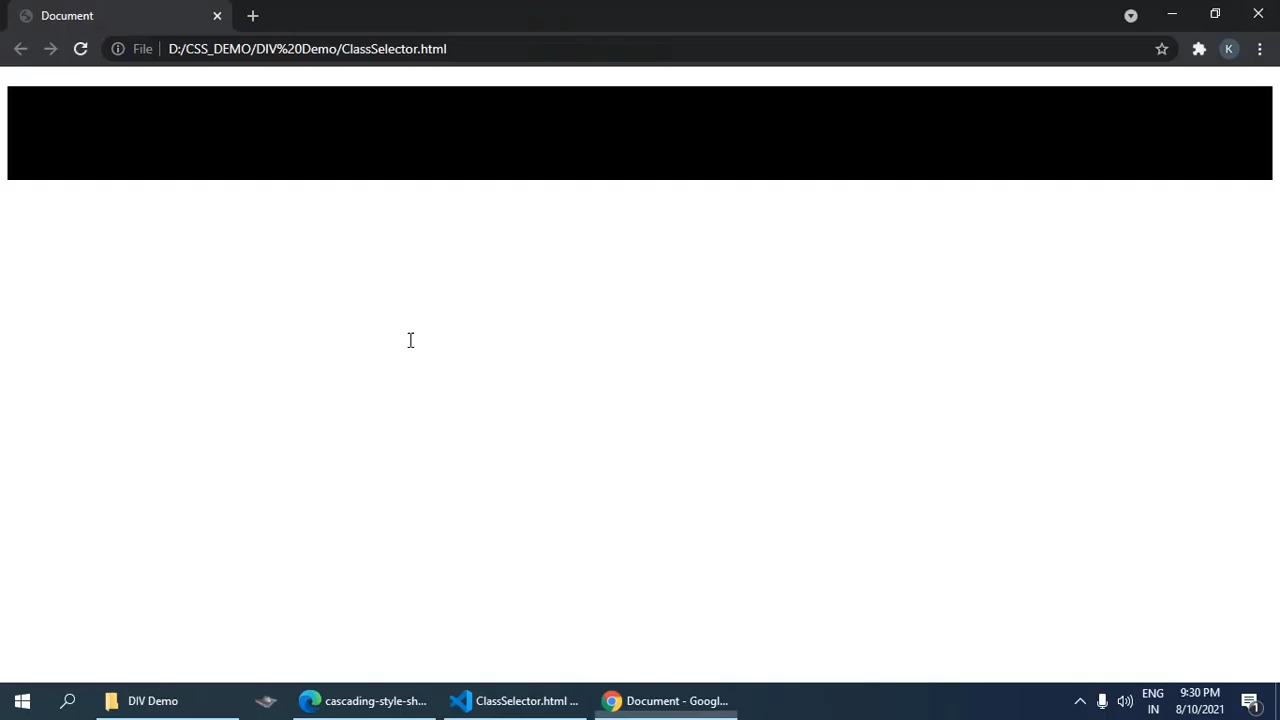 Document
File
D:/CSS_DEMO/DIV%20Demo/ClassSelector.html
K
DIV Demo
cascading-style-sh...
ClassSelector.html ...
Document - Googl...
ENG
IN
9:30 PM
8/10/2021
1